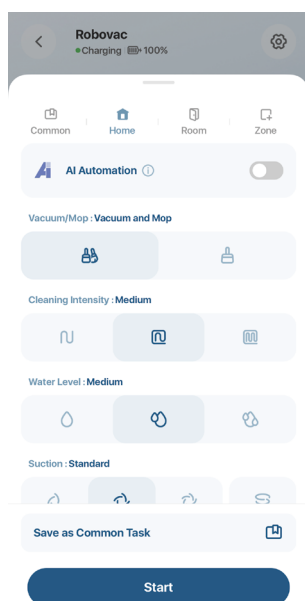 Robovac
Charging 100%
Common
Home
Room
Zone
Ai AI Automation
Vacuum/Mop : Vacuum and Mop
Cleaning Intensity : Medium
Water Level : Medium
Suction : Standard
Save as Common Task
Start